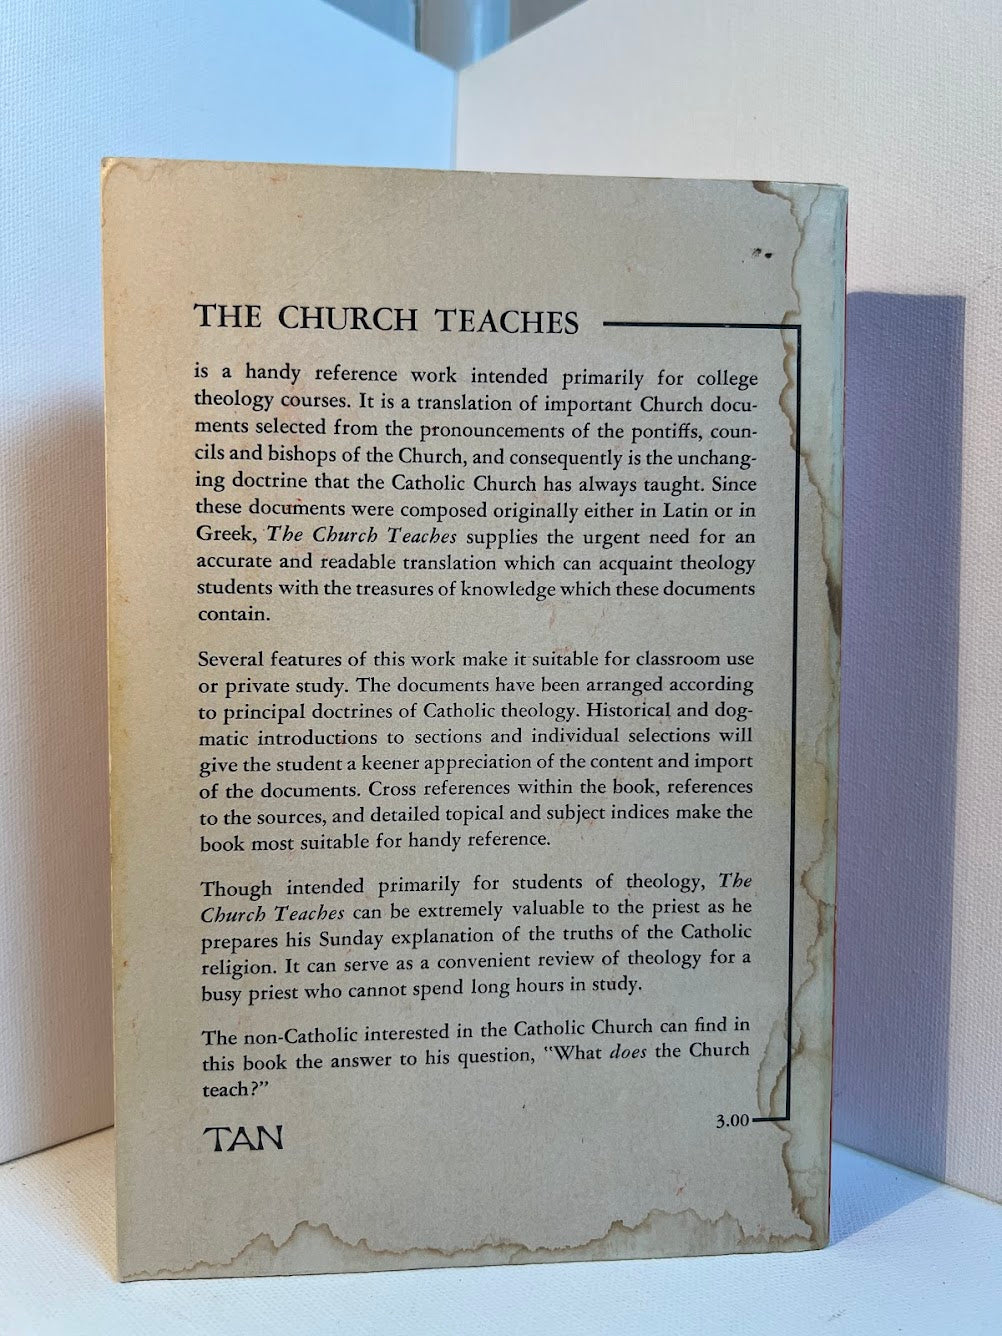 THE CHURCH TEACHES
is a handy reference work intended primarily for college
theology courses. It is a translation of important Church docu-
ments selected from the pronouncements of the pontiffs, coun-
cils and bishops of the Church, and consequently is the unchang-
ing doctrine that the Catholic Church has always taught. Since
these documents were composed originally either in Latin or in
Greek, The Church Teaches supplies the urgent need for an
accurate and readable translation which can acquaint theology
students with the treasures of knowledge which these documents
contain.
Several features of this work make it suitable for classroom use
or private study. The documents have been arranged according
to principal doctrines of Catholic theology. Historical and dog-
matic introductions to sections and individual selections will
give the student a keener appreciation of the content and import
of the documents. Cross references within the book, references
to the sources, and detailed topical and subject indices make the
book most suitable for handy reference.
Though intended primarily for students of theology, The
Church Teaches can be extremely valuable to the priest as he
prepares his Sunday explanation of the truths of the Catholic
religion. It can serve as a convenient review of theology for a
busy priest who cannot spend long hours in study.
The non-Catholic interested in the Catholic Church can find in
this book the answer to his question, "What does the Church
teach?"
3.00
TAN